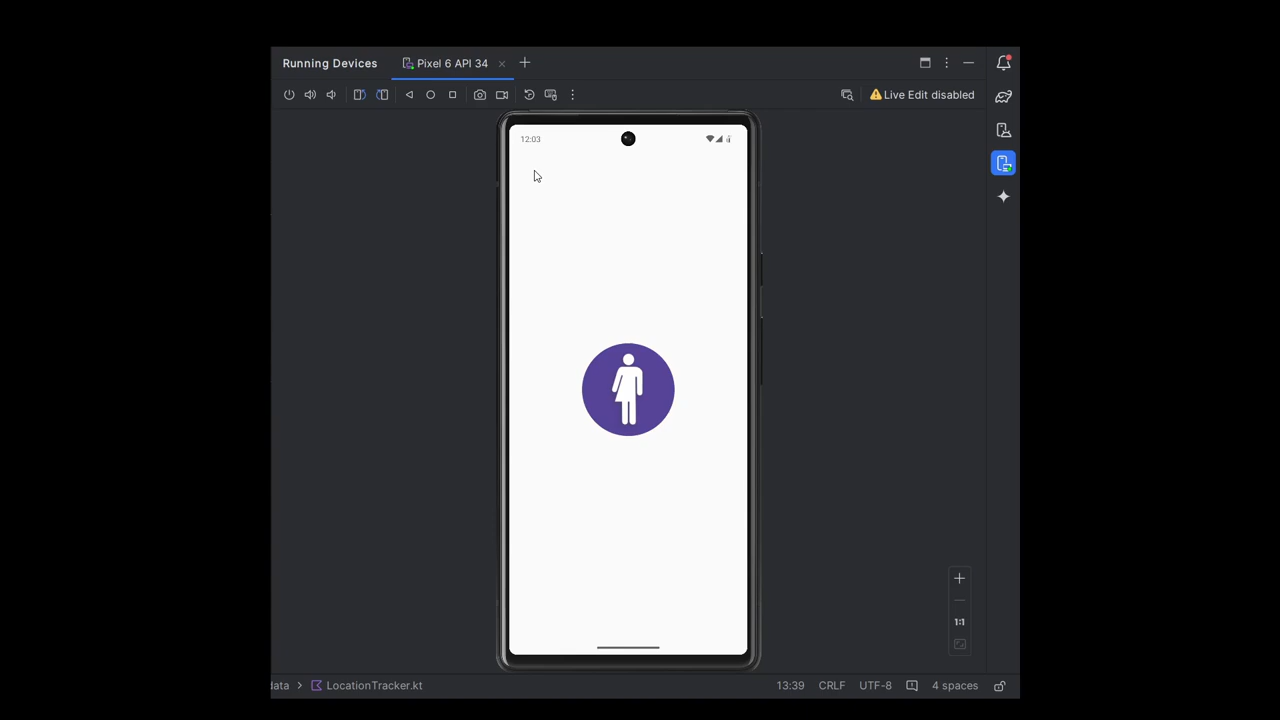 Running Devices Pixel 6 API 34
Live Edit disabled
12:03
1:1
data LocationTracker.kt 13:39 CRLF UTF-8 4 spaces